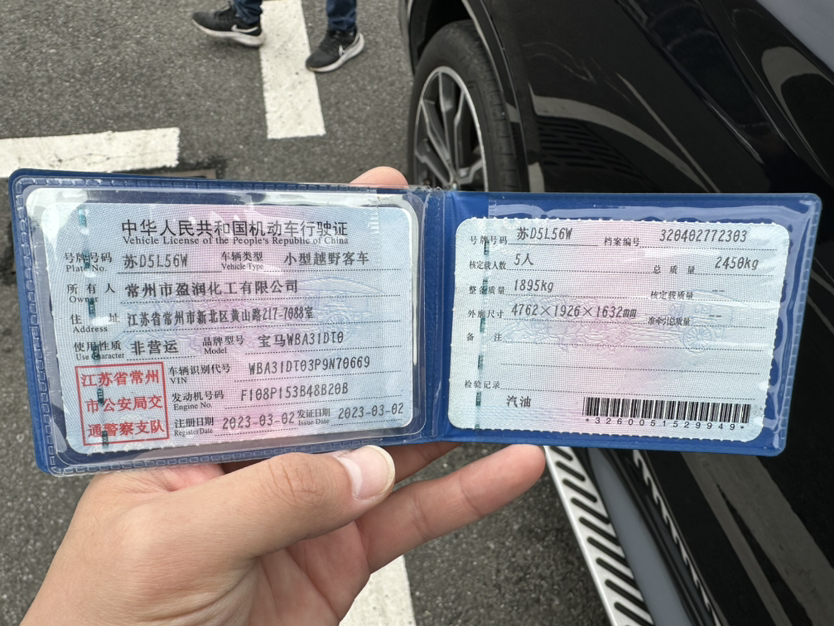 中华人民共和国机动车行驶证
Vehicle License of the People's Republic of China
号牌号码 苏D5L56W 车辆类型 小型越野客车
Plate No. Vehicle Type
所有人 常州市盈润化工有限公司
Owner
住址 江苏省常州市新北区黄山路217-7088室
Address
使用性质 非营运 品牌型号 宝马WBA31DT0
Use Character Model
江苏省常州
市公安局交
通警察支队
车辆识别代号 WBA31DT03P9N70669
VIN
发动机号码 F108P153B48B20B
Engine No.
注册日期 2023-03-02 发证日期 2023-03-02
Register Date Issue Date
号牌号码 苏D5L56W 档案编号 320402772303
核定载人数 5人 总质量 2450kg
整备质量 1895kg 核定载质量 --
外廓尺寸 4762×1926×1632mm 准牵引总质量 --
备注
检验记录
汽油
*3260051529949*